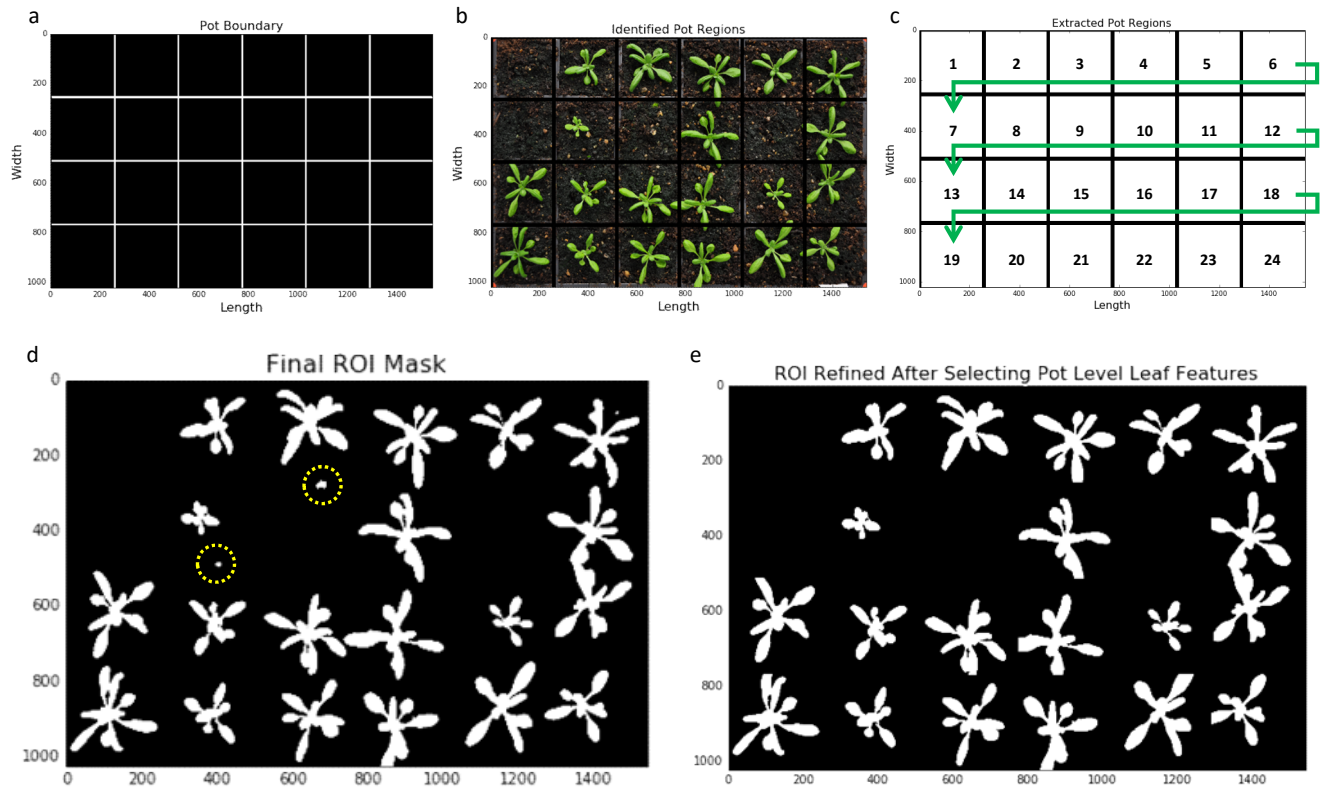 a
Pot Boundary
0
200
400
600
800
1000
Width
0 200 400 600 800 1000 1200 1400
Length
b
Identified Pot Regions
0
200
400
600
800
1000
Width
0 200 400 600 800 1000 1200 1400
Length
c
Extracted Pot Regions
0
200
400
600
800
1000
Width
1 2 3 4 5 6
7 8 9 10 11 12
13 14 15 16 17 18
19 20 21 22 23 24
0 200 400 600 800 1000 1200 1400
Length
d
Final ROI Mask
0
200
400
600
800
1000
0 200 400 600 800 1000 1200 1400
e
ROI Refined After Selecting Pot Level Leaf Features
0
200
400
600
800
1000
0 200 400 600 800 1000 1200 1400